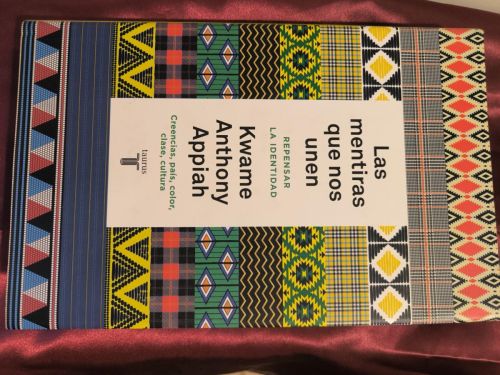 Las
mentiras
que nos
unen
REPENSAR
LA IDENTIDAD
Kwame
Anthony
Appiah
Creencias, país, color,
clase, cultura
taurus